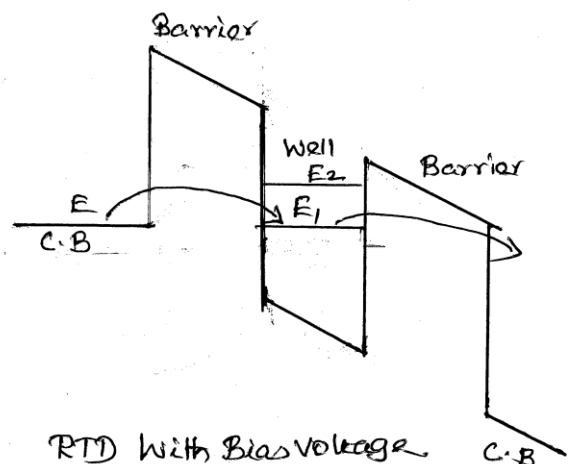 Barrier
Well
E2
Barrier
E
E1
C.B
RTD With Bias Voltage
C.B